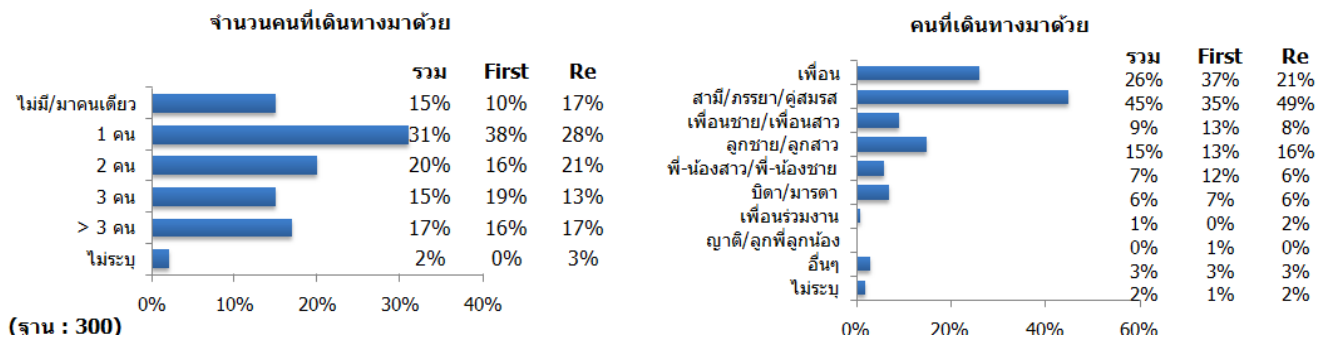 จำนวนคนที่เดินทางมาด้วย
รวม First Re
ไม่มี/มาคนเดียว 15% 10% 17%
1 คน 31% 38% 28%
2 คน 20% 16% 21%
3 คน 15% 19% 13%
> 3 คน 17% 16% 17%
ไม่ระบุ 2% 0% 3%
0% 10% 20% 30% 40%
(ฐาน : 300)
คนที่เดินทางมาด้วย
รวม First Re
เพื่อน 26% 37% 21%
สามี/ภรรยา/คู่สมรส 45% 35% 49%
เพื่อนชาย/เพื่อนสาว 9% 13% 8%
ลูกชาย/ลูกสาว 15% 13% 16%
พี่-น้องสาว/พี่-น้องชาย 7% 12% 6%
บิดา/มารดา 6% 7% 6%
เพื่อนร่วมงาน 1% 0% 2%
ญาติ/ลูกพี่ลูกน้อง 0% 1% 0%
อื่นๆ 3% 3% 3%
ไม่ระบุ 2% 1% 2%
0% 20% 40% 60%